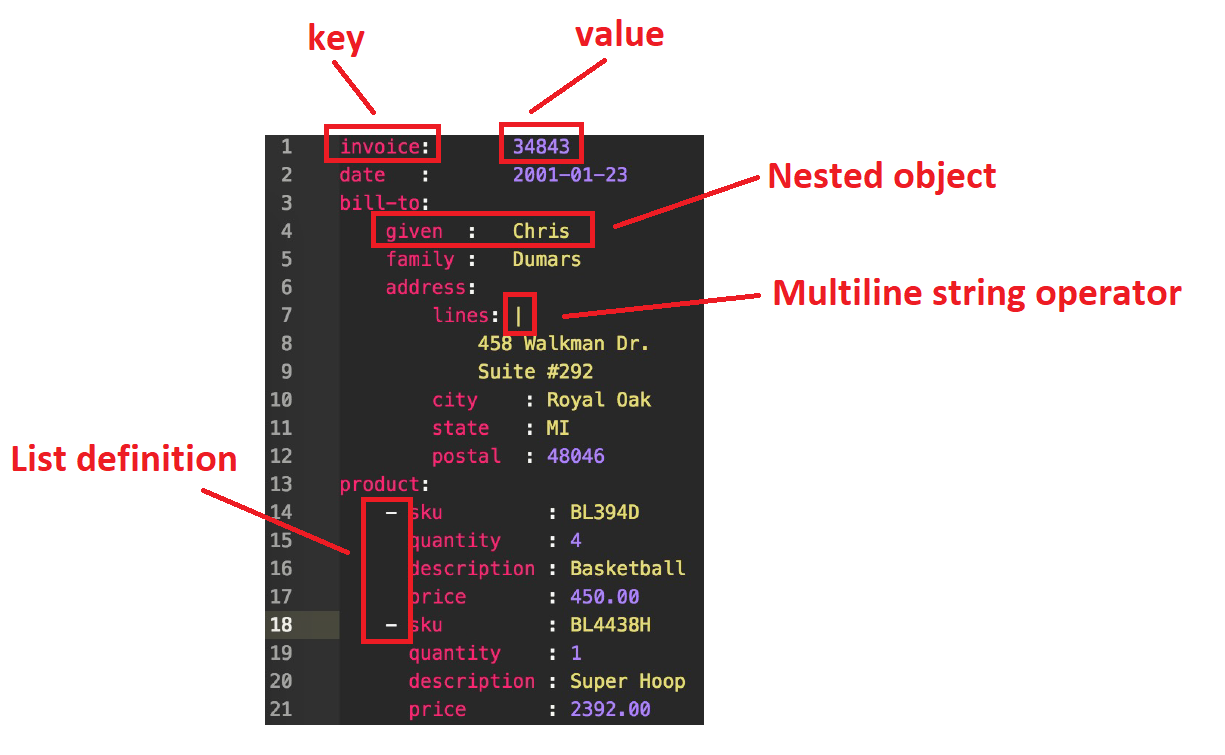 key
value
1 invoice: 34843
2 date : 2001-01-23
Nested object
3 bill-to:
4 given : Chris
5 family : Dumars
6 address:
Multiline string operator
7 lines: |
8 458 Walkman Dr.
9 Suite #292
10 city : Royal Oak
11 state : MI
12 postal : 48046
List definition
13 product:
14 - sku : BL394D
15 quantity : 4
16 description : Basketball
17 price : 450.00
18 - sku : BL4438H
19 quantity : 1
20 description : Super Hoop
21 price : 2392.00